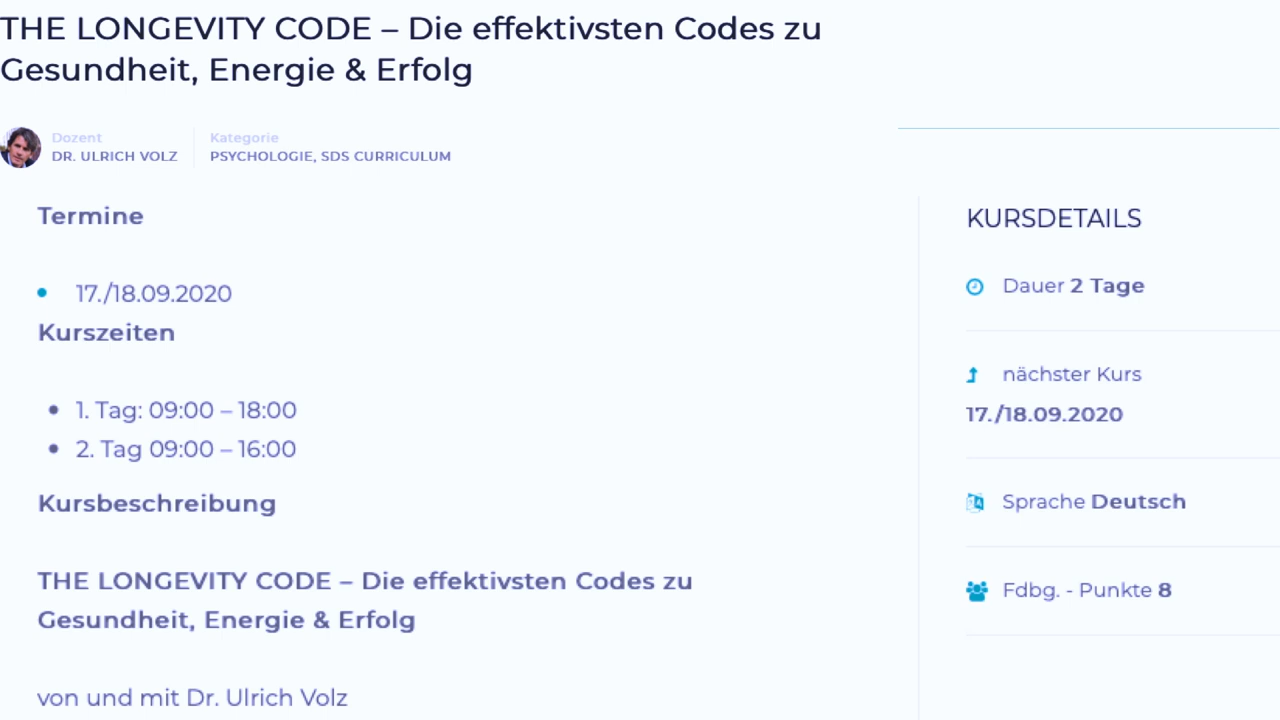 THE LONGEVITY CODE – Die effektivsten Codes zu
Gesundheit, Energie & Erfolg
Dozent
DR. ULRICH VOLZ
Kategorie
PSYCHOLOGIE, SDS CURRICULUM
Termine
17./18.09.2020
Kurszeiten
1. Tag: 09:00 – 18:00
2. Tag 09:00 – 16:00
Kursbeschreibung
THE LONGEVITY CODE – Die effektivsten Codes zu
Gesundheit, Energie & Erfolg
von und mit Dr. Ulrich Volz
KURSDETAILS
Dauer 2 Tage
nächster Kurs
17./18.09.2020
Sprache Deutsch
Fdbg. - Punkte 8